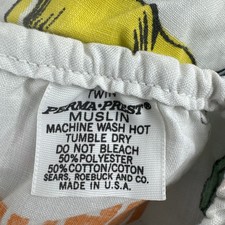 TWIN
PERMA-PREST®
MUSLIN
MACHINE WASH HOT
TUMBLE DRY
DO NOT BLEACH
50% POLYESTER
50% COTTON/COTON
SEARS, ROEBUCK AND CO.
MADE IN U.S.A.